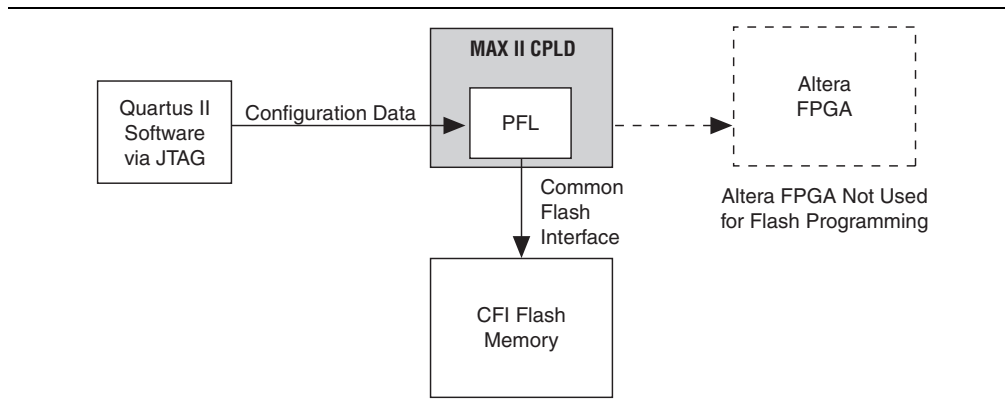 MAX II CPLD
Quartus II
Software
via JTAG
Configuration Data
PFL
Altera
FPGA
Common
Flash
Interface
Altera FPGA Not Used
for Flash Programming
CFI Flash
Memory